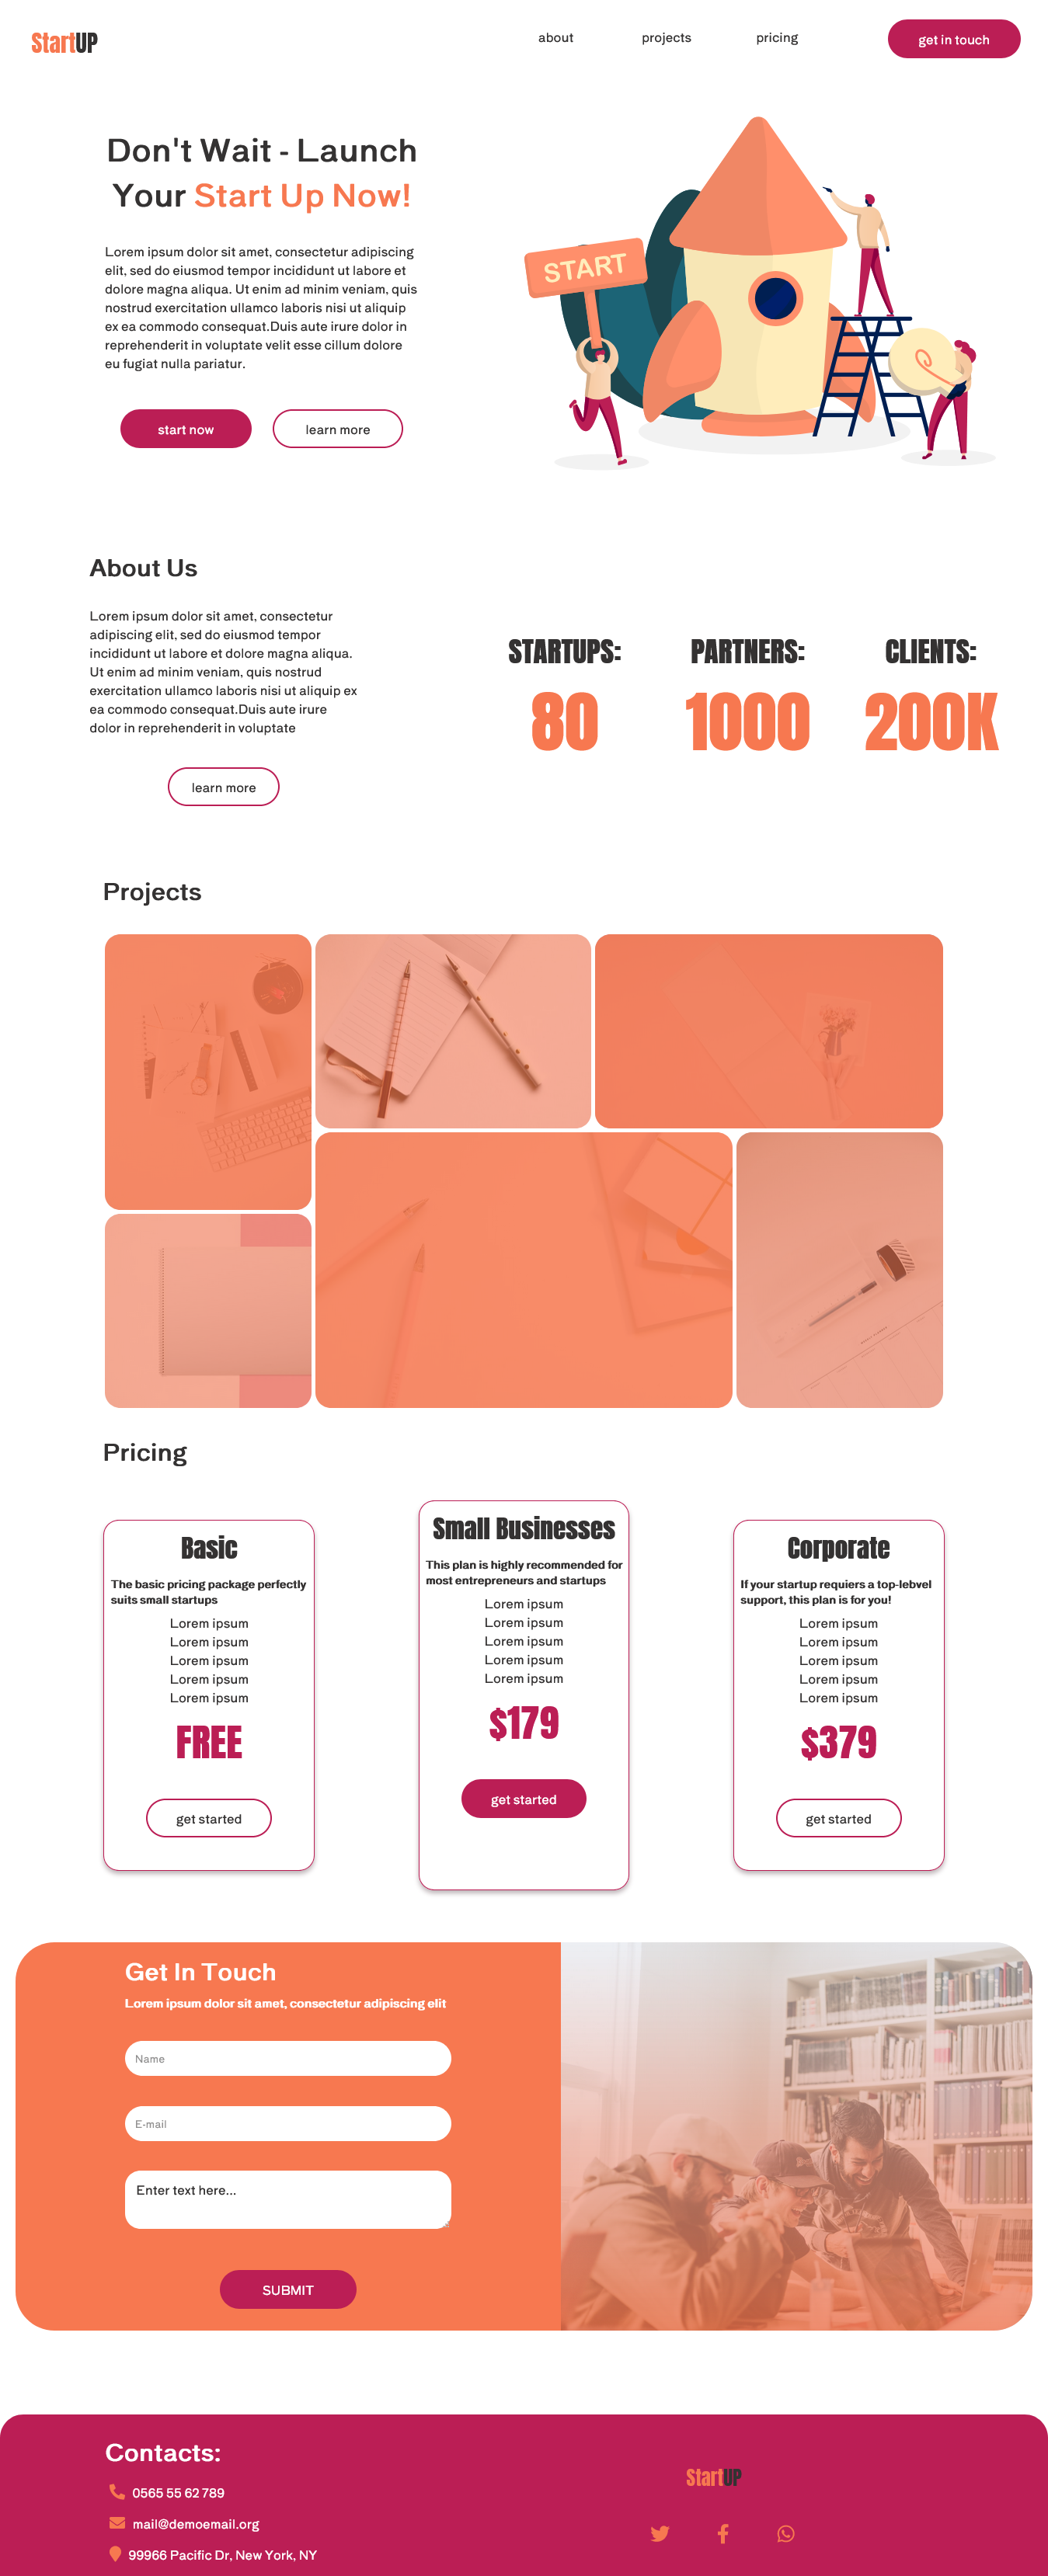 StartUP
about
projects
pricing
get in touch
Don't Wait - Launch
Your Start Up Now!
Lorem ipsum dolor sit amet, consectetur adipiscing
elit, sed do eiusmod tempor incididunt ut labore et
dolore magna aliqua. Ut enim ad minim veniam, quis
nostrud exercitation ullamco laboris nisi ut aliquip
ex ea commodo consequat.Duis aute irure dolor in
reprehenderit in voluptate velit esse cillum dolore
eu fugiat nulla pariatur.
start now
learn more
START
About Us
Lorem ipsum dolor sit amet, consectetur
adipiscing elit, sed do eiusmod tempor
incididunt ut labore et dolore magna aliqua.
Ut enim ad minim veniam, quis nostrud
exercitation ullamco laboris nisi ut aliquip ex
ea commodo consequat.Duis aute irure
dolor in reprehenderit in voluptate
learn more
STARTUPS:
80
PARTNERS:
1000
CLIENTS:
200K
Projects
Pricing
Basic
The basic pricing package perfectly
suits small startups
Lorem ipsum
Lorem ipsum
Lorem ipsum
Lorem ipsum
Lorem ipsum
FREE
get started
Small Businesses
This plan is highly recommended for
most entrepreneurs and startups
Lorem ipsum
Lorem ipsum
Lorem ipsum
Lorem ipsum
Lorem ipsum
$179
get started
Corporate
If your startup requiers a top-lebvel
support, this plan is for you!
Lorem ipsum
Lorem ipsum
Lorem ipsum
Lorem ipsum
Lorem ipsum
$379
get started
Get In Touch
Lorem ipsum dolor sit amet, consectetur adipiscing elit
Name
E-mail
Enter text here...
SUBMIT
Contacts:
0565 55 62 789
mail@demoemail.org
99966 Pacific Dr, New York, NY
StartUP